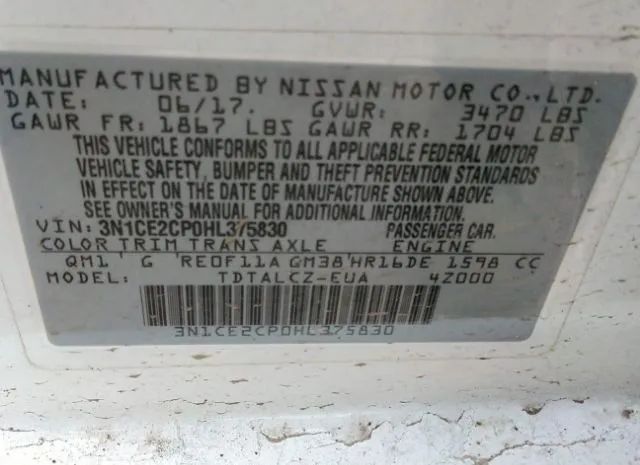 MANUFACTURED BY NISSAN MOTOR CO., LTD.
DATE: 06/17. GVWR: 3470 LBS
GAWR FR: 1867 LBS GAWR RR: 1704 LBS
THIS VEHICLE CONFORMS TO ALL APPLICABLE FEDERAL MOTOR
VEHICLE SAFETY, BUMPER AND THEFT PREVENTION STANDARDS
IN EFFECT ON THE DATE OF MANUFACTURE SHOWN ABOVE.
SEE OWNER'S MANUAL FOR ADDITIONAL INFORMATION.
VIN: 3N1CE2CP0HL375830 PASSENGER CAR.
COLOR TRIM TRANS AXLE ENGINE
QM1 G RE0F11A GM38 HR16DE 1598 CC
MODEL: TDTALCZ-EUA 4Z000
3N1CE2CP0HL375830